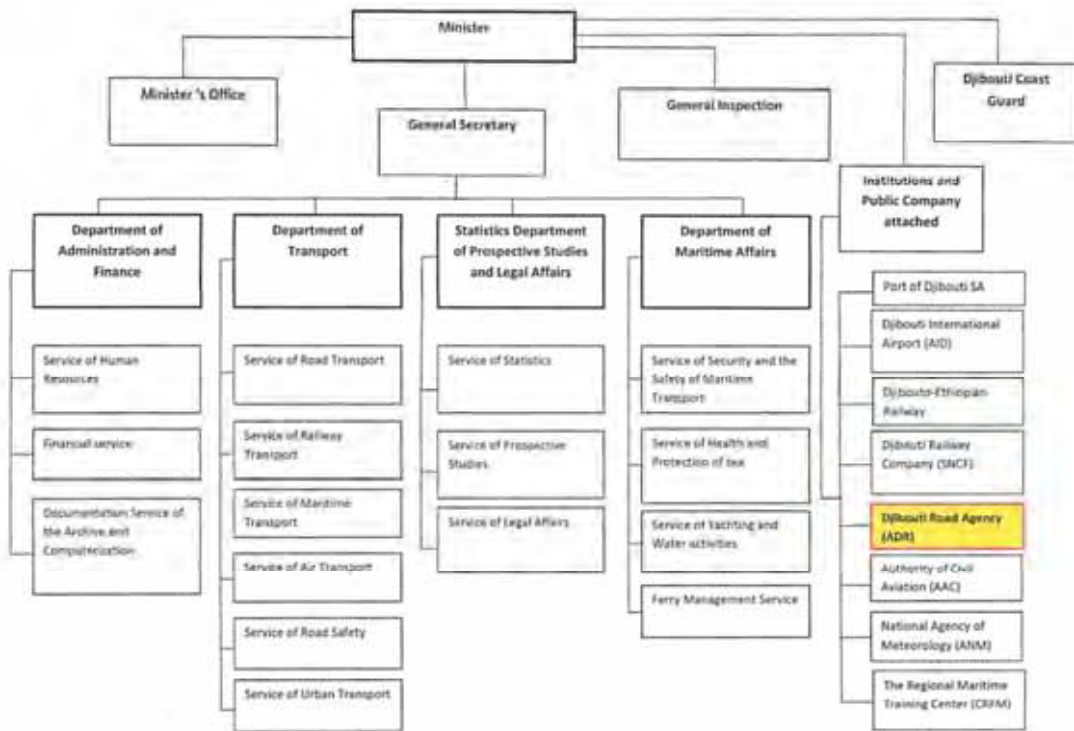 Minister
Minister 's Office
General Secretary
General Inspection
Djibouti Coast
Guard
Institutions and
Public Company
attached
Department of
Administration and
Finance
Department of
Transport
Statistics Department
of Prospective Studies
and Legal Affairs
Department of
Maritime Affairs
Service of Human
Resources
Financial service
Documentation Service of
the Archive and
Computerization
Service of Road Transport
Service of Railway
Transport
Service of Maritime
Transport
Service of Air Transport
Service of Road Safety
Service of Urban Transport
Service of Statistics
Service of Prospective
Studies
Service of Legal Affairs
Service of Security and the
Safety of Maritime
Transport
Service of Health and
Protection of sea
Service of Yachting and
Water activities
Ferry Management Service
Port of Djibouti SA
Djibouti International
Airport (AID)
Djibouto-Ethiopian
Railway
Djibouti Railway
Company (SNCF)
Djibouti Road Agency
(ADR)
Authority of Civil
Aviation (AAC)
National Agency of
Meteorology (ANM)
The Regional Maritime
Training Center (CRFM)